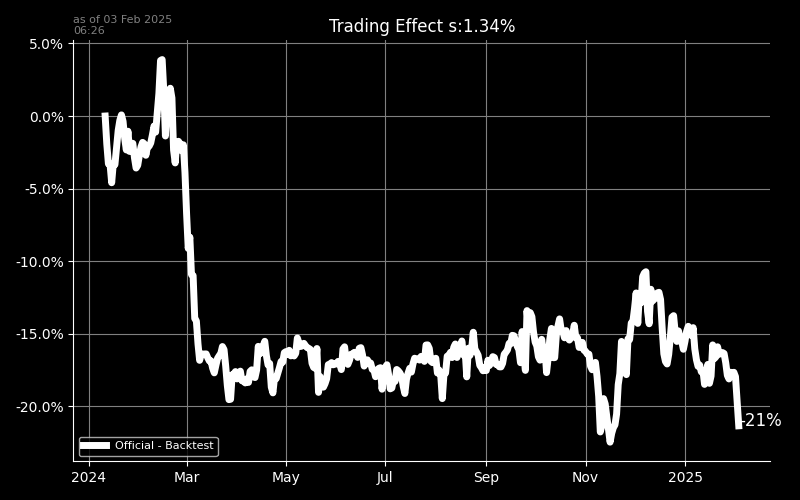 as of 03 Feb 2025
06:26
Trading Effect s:1.34%
5.0%
0.0%
-5.0%
-10.0%
-15.0%
-20.0%
-21%
Official - Backtest
2024 Mar May Jul Sep Nov 2025